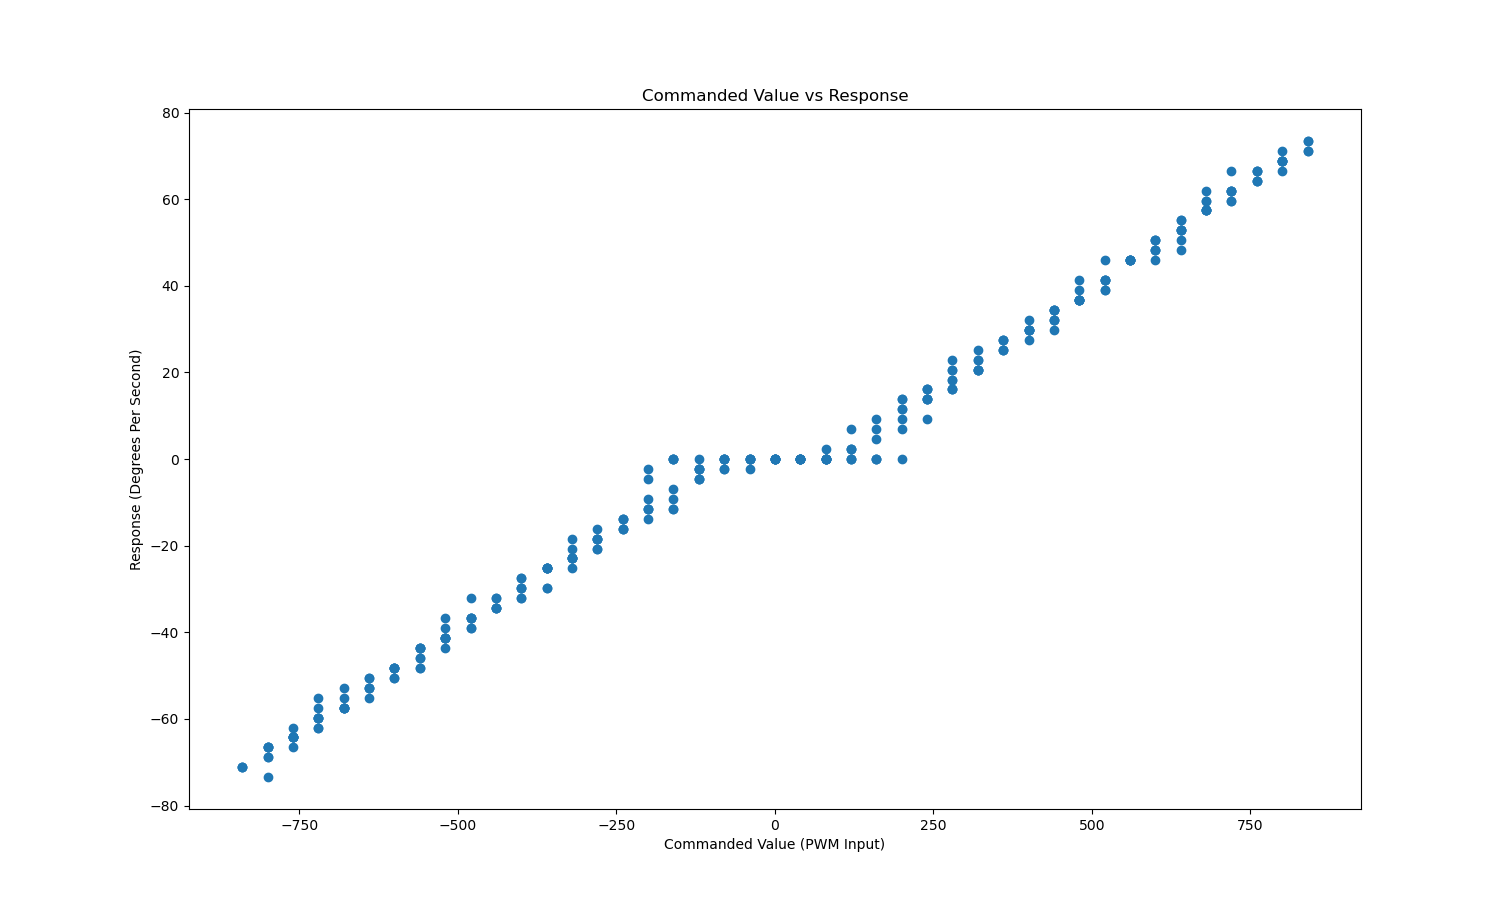 Commanded Value vs Response
80
60
40
20
0
−20
−40
−60
−80
Response (Degrees Per Second)
−750 −500 −250 0 250 500 750
Commanded Value (PWM Input)